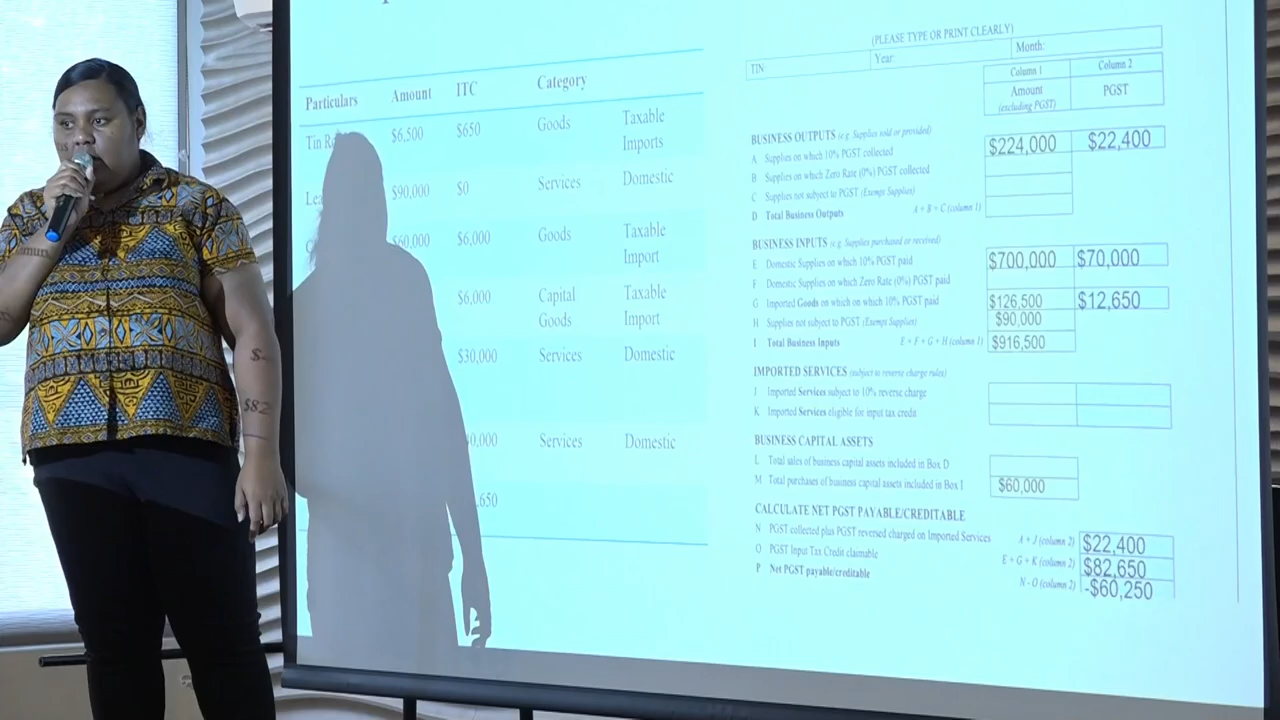 Particulars Amount ITC Category
$6,500 $650 Goods Taxable
Imports
$90,000 $0 Services Domestic
$60,000 $6,000 Goods Taxable
Import
$6,000 Capital Taxable
Goods Import
$30,000 Services Domestic
Services Domestic
(PLEASE TYPE OR PRINT CLEARLY)
TIN Year: Month:
Column 1 Column 2
Amount PGST
(excluding PGST)
BUSINESS OUTPUTS (e.g. Supplies sold or provided)
A Supplies on which 10% PGST collected $224,000 $22,400
B Supplies on which Zero Rate (0%) PGST collected
C Supplies not subject to PGST (Exempt Supplies)
D Total Business Outputs A + B + C (column 1)
BUSINESS INPUTS (e.g. Supplies purchased or received)
E Domestic Supplies on which 10% PGST paid $700,000 $70,000
F Domestic Supplies on which Zero Rate (0%) PGST paid
G Imported Goods on which on which 10% PGST paid $126,500 $12,650
H Supplies not subject to PGST (Exempt Supplies) $90,000
I Total Business Inputs E + F + G + H (column 1) $916,500
IMPORTED SERVICES (subject to reverse charge rules)
J Imported Services subject to 10% reverse charge
K Imported Services eligible for input tax credit
BUSINESS CAPITAL ASSETS
L Total sales of business capital assets included in Box D
M Total purchases of business capital assets included in Box I $60,000
CALCULATE NET PGST PAYABLE/CREDITABLE
N PGST collected plus PGST reversed charged on Imported Services A + J (column 2) $22,400
O PGST Input Tax Credit claimable E + G + K (column 2) $82,650
P Net PGST payable/creditable N - O (column 2) -$60,250